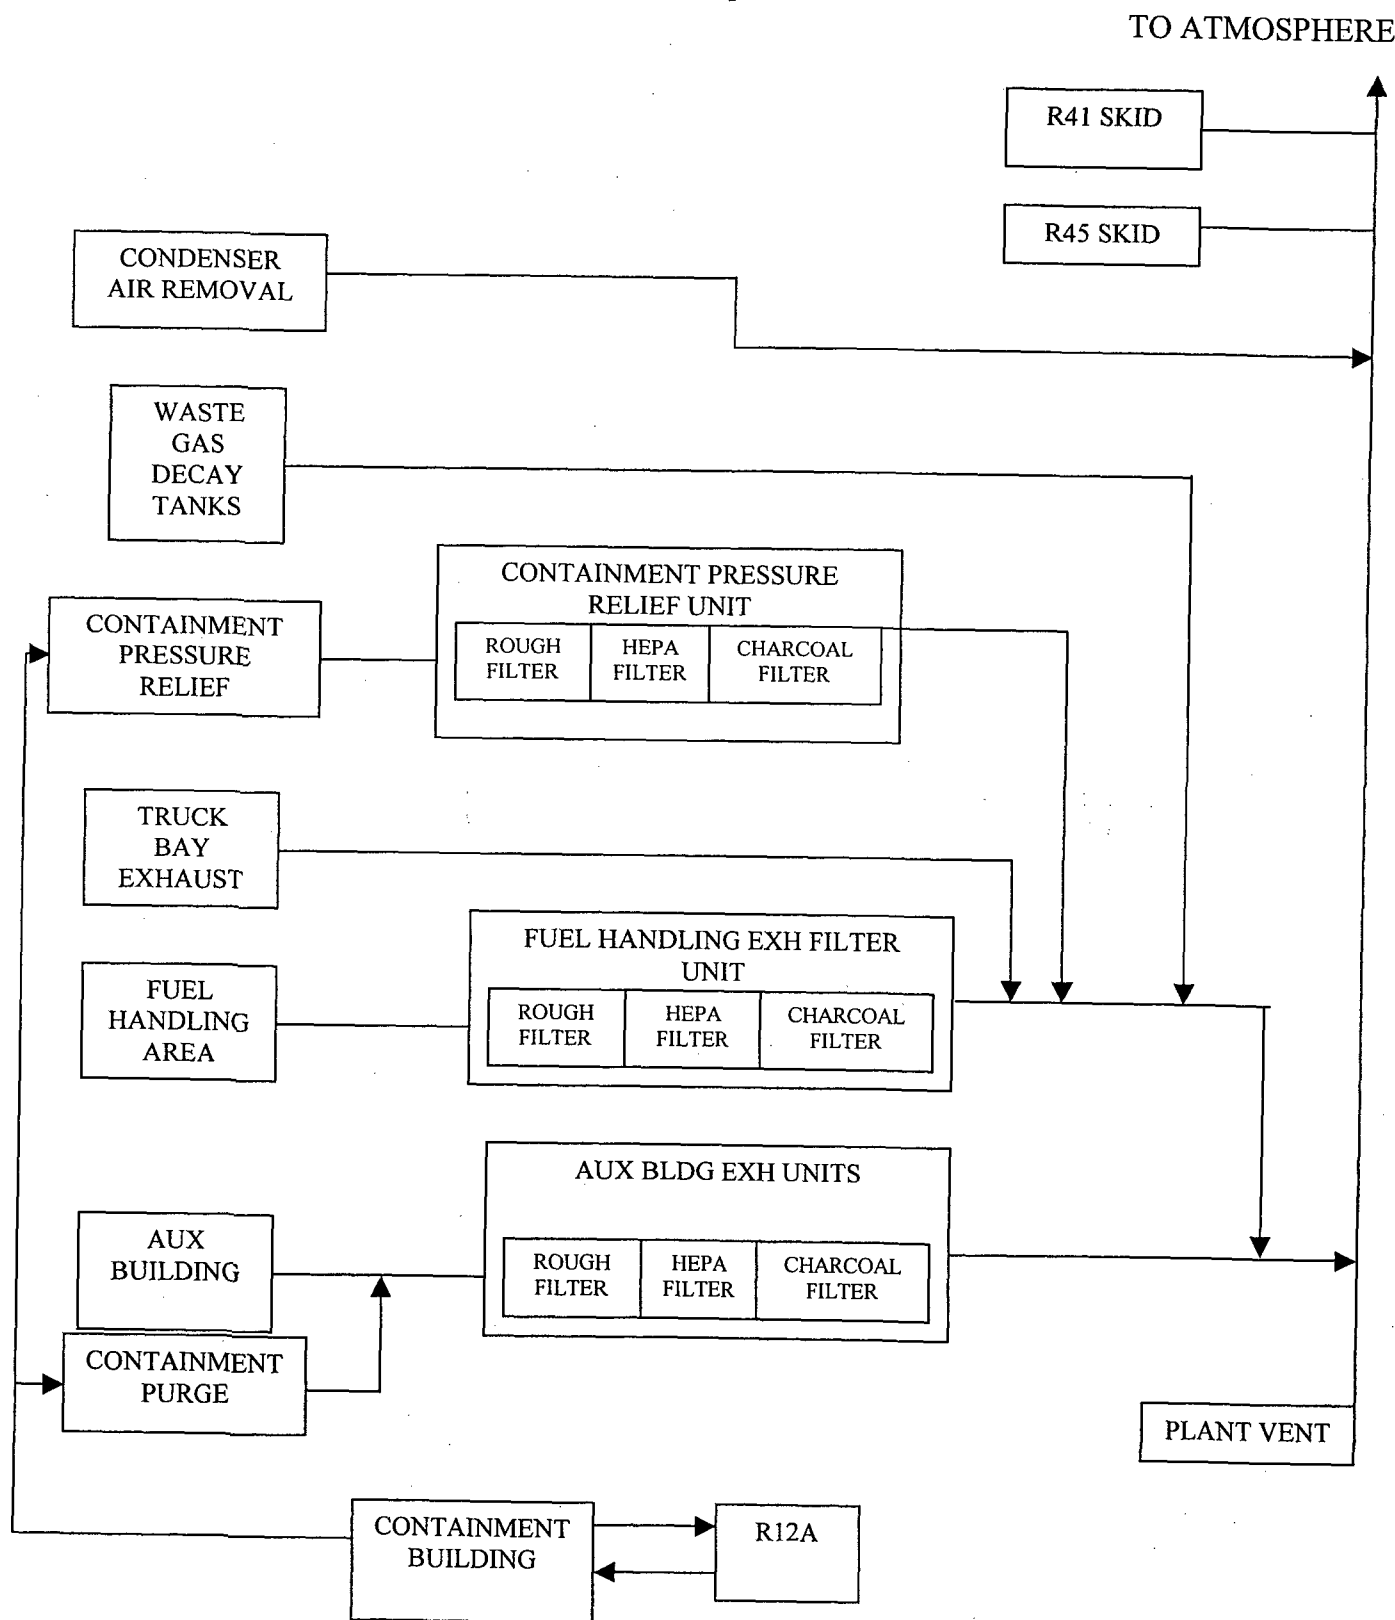 TO ATMOSPHERE
R41 SKID
R45 SKID
CONDENSER
AIR REMOVAL
WASTE
GAS
DECAY
TANKS
CONTAINMENT PRESSURE
RELIEF UNIT
ROUGH
FILTER
HEPA
FILTER
CHARCOAL
FILTER
CONTAINMENT
PRESSURE
RELIEF
TRUCK
BAY
EXHAUST
FUEL HANDLING EXH FILTER
UNIT
ROUGH
FILTER
HEPA
FILTER
CHARCOAL
FILTER
FUEL
HANDLING
AREA
AUX BLDG EXH UNITS
ROUGH
FILTER
HEPA
FILTER
CHARCOAL
FILTER
AUX
BUILDING
CONTAINMENT
PURGE
PLANT VENT
CONTAINMENT
BUILDING
R12A